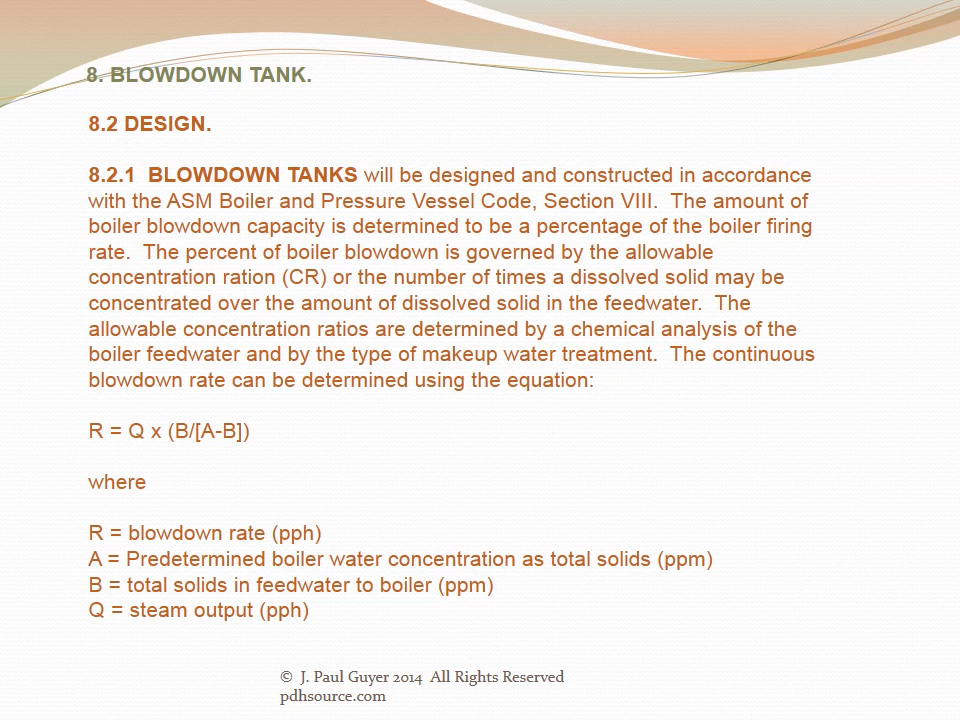 8. BLOWDOWN TANK.
8.2 DESIGN.
8.2.1 BLOWDOWN TANKS will be designed and constructed in accordance
with the ASM Boiler and Pressure Vessel Code, Section VIII. The amount of
boiler blowdown capacity is determined to be a percentage of the boiler firing
rate. The percent of boiler blowdown is governed by the allowable
concentration ration (CR) or the number of times a dissolved solid may be
concentrated over the amount of dissolved solid in the feedwater. The
allowable concentration ratios are determined by a chemical analysis of the
boiler feedwater and by the type of makeup water treatment. The continuous
blowdown rate can be determined using the equation:
R = Q x (B/[A-B])
where
R = blowdown rate (pph)
A = Predetermined boiler water concentration as total solids (ppm)
B = total solids in feedwater to boiler (ppm)
Q = steam output (pph)
© J. Paul Guyer 2014 All Rights Reserved
pdhsource.com